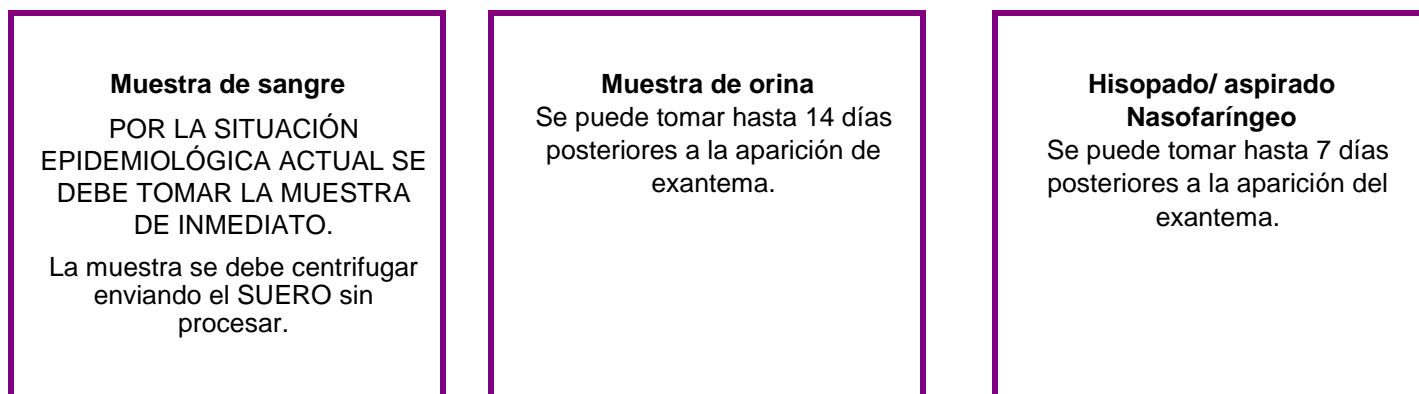 Muestra de sangre
POR LA SITUACIÓN
EPIDEMIOLÓGICA ACTUAL SE
DEBE TOMAR LA MUESTRA
DE INMEDIATO.
La muestra se debe centrifugar
enviando el SUERO sin
procesar.
Muestra de orina
Se puede tomar hasta 14 días
posteriores a la aparición de
exantema.
Hisopado/ aspirado
Nasofaríngeo
Se puede tomar hasta 7 días
posteriores a la aparición del
exantema.